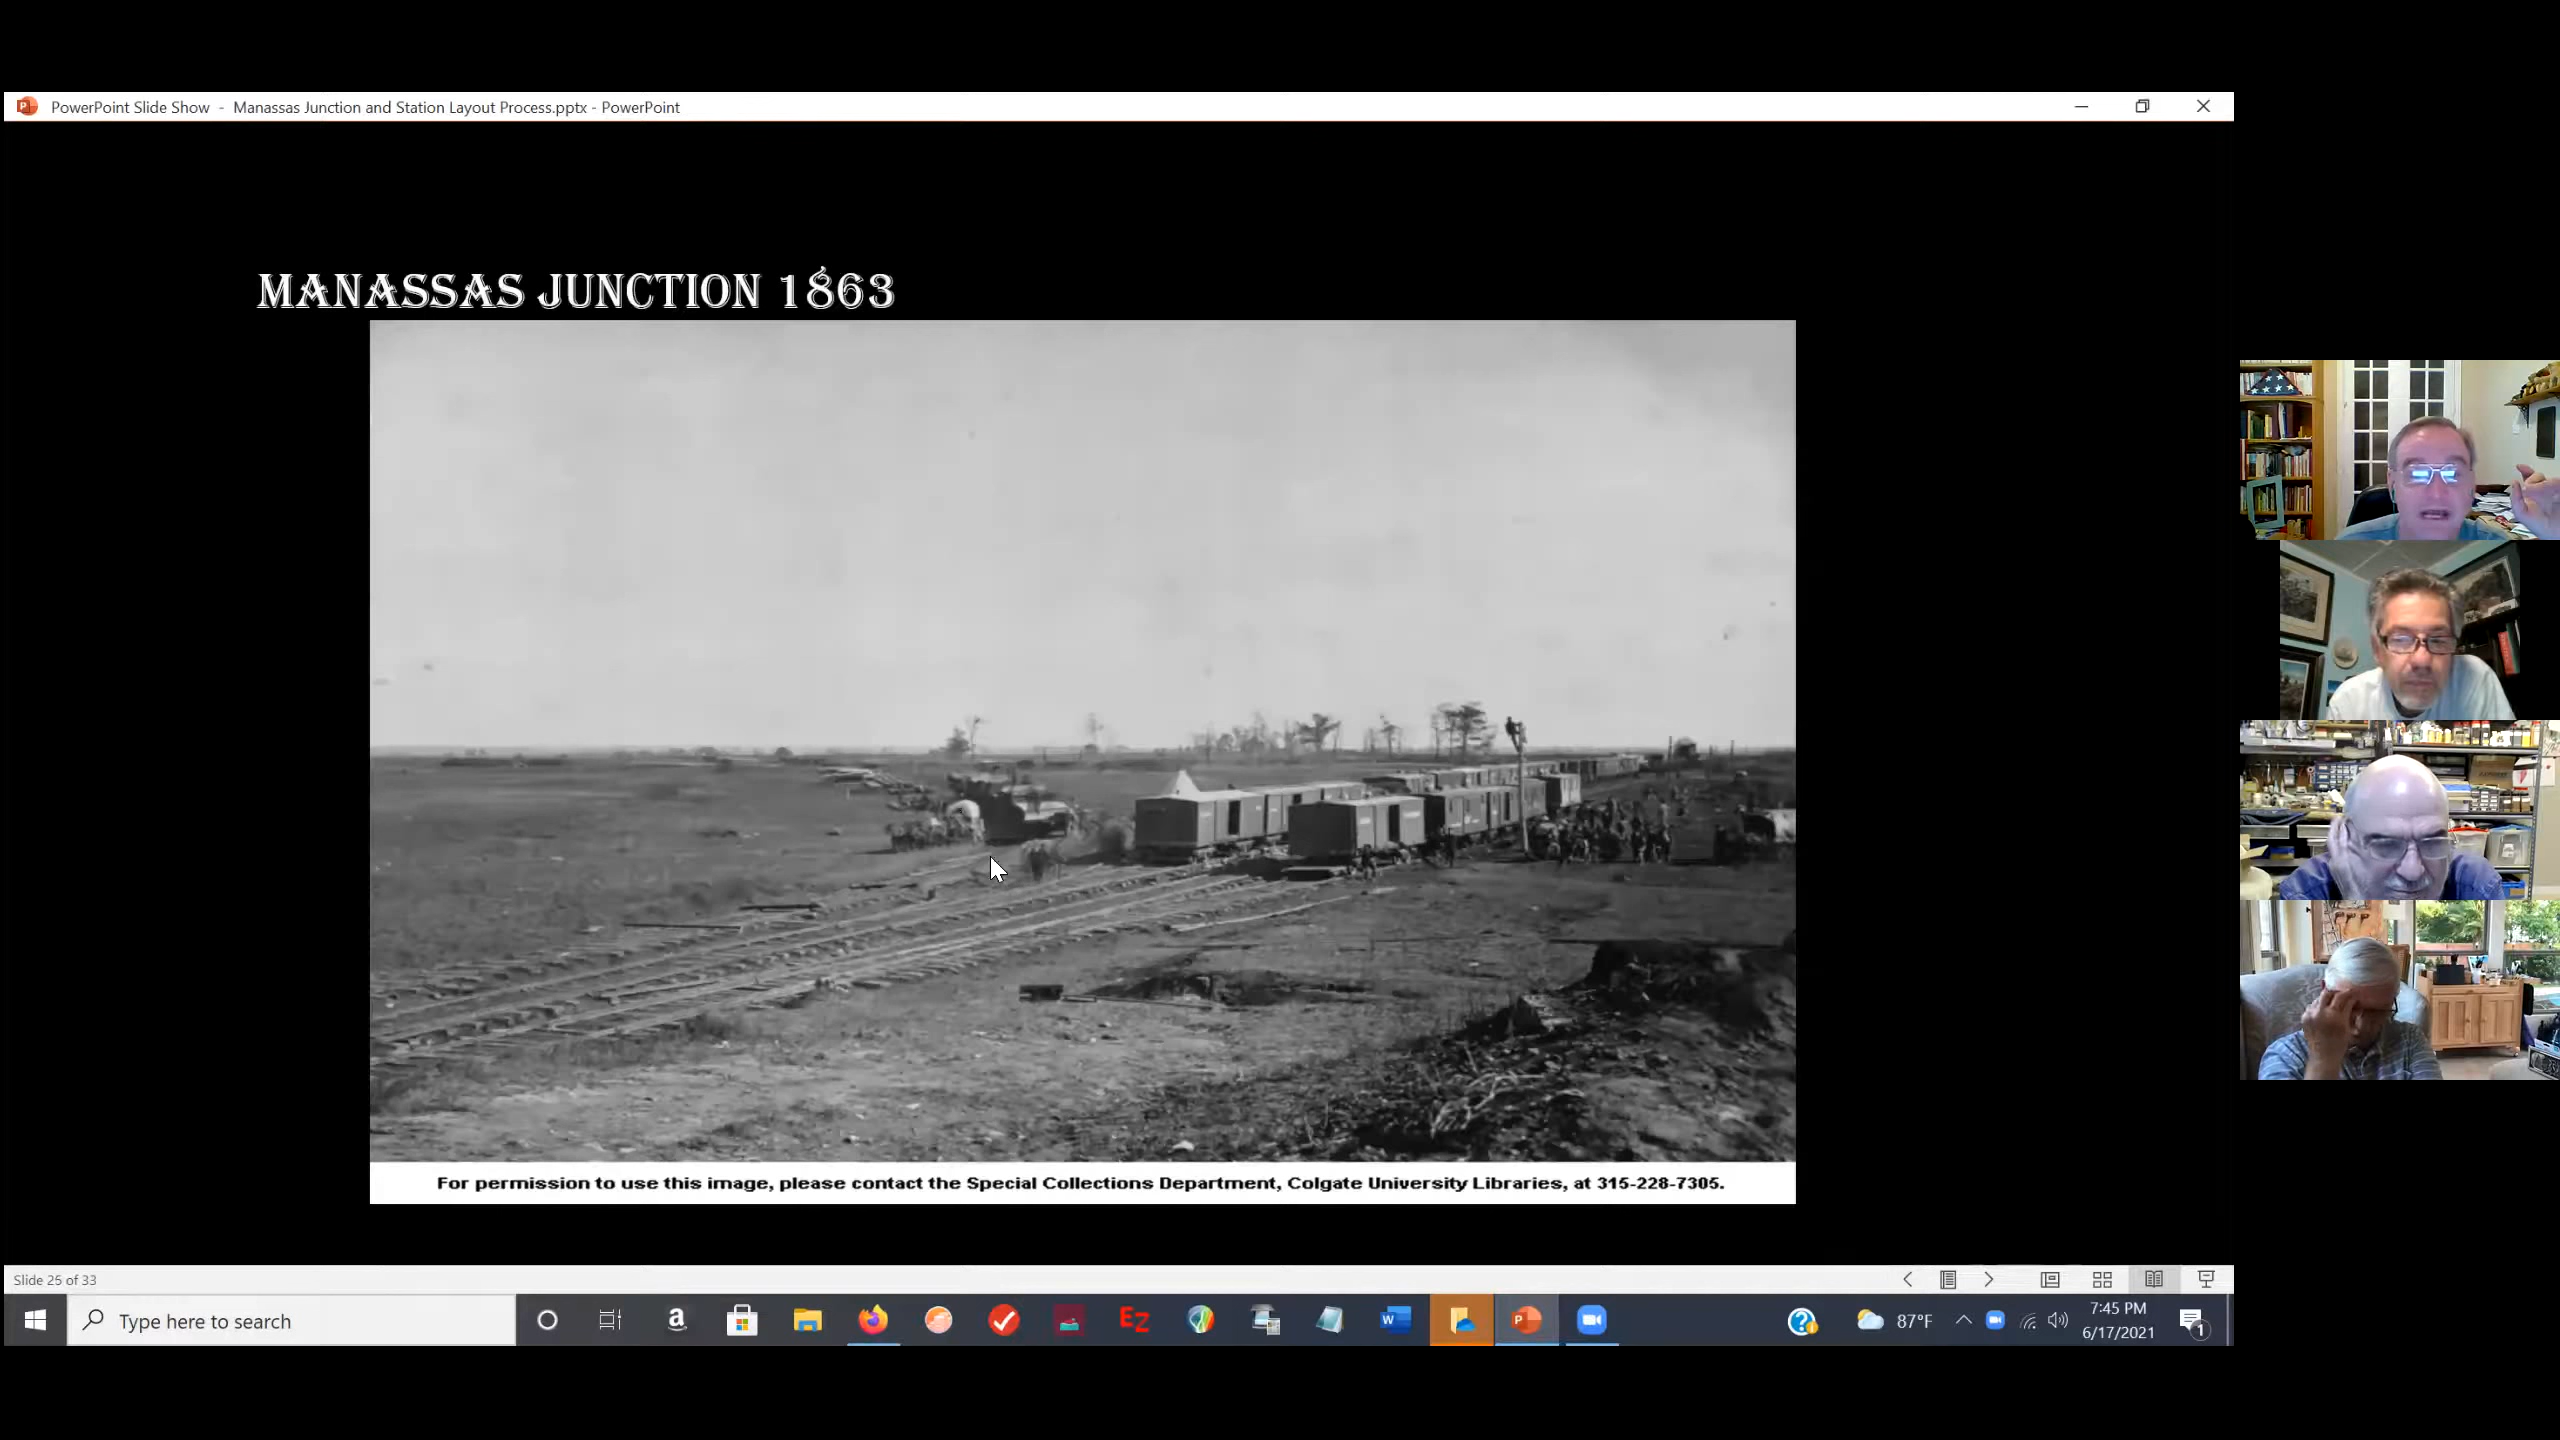 PowerPoint Slide Show - Manassas Junction and Station Layout Process.pptx - PowerPoint
MANASSAS JUNCTION 1863
For permission to use this image, please contact the Special Collections Department, Colgate University Libraries, at 315-228-7305.
Slide 25 of 33
Type here to search
a
EZ
W
P
?
87°F
7:45 PM
6/17/2021
1